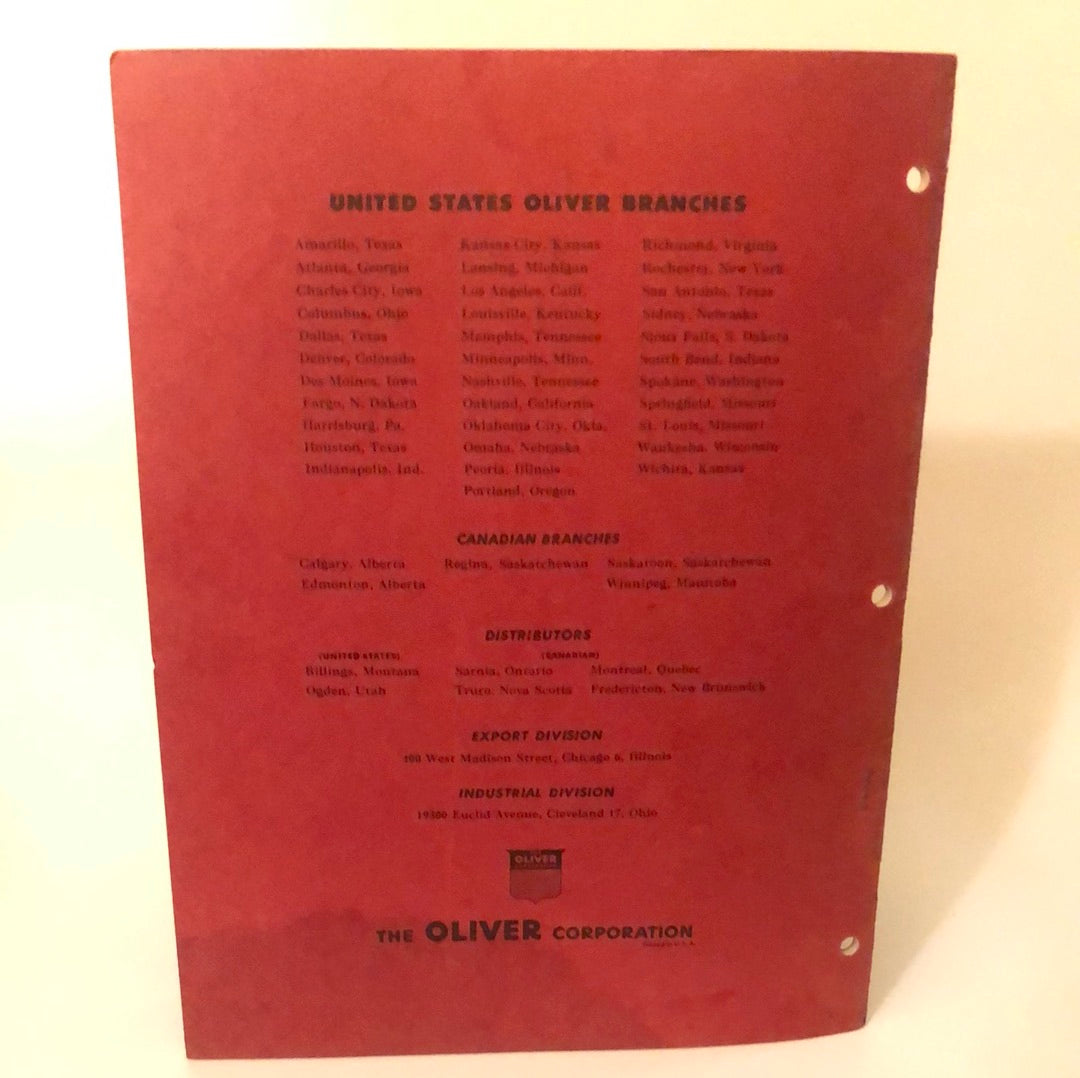 UNITED STATES OLIVER BRANCHES
Amarillo, Texas Kansas City, Kansas Richmond, Virginia
Atlanta, Georgia Lansing, Michigan Rochester, New York
Charles City, Iowa Los Angeles, Calif. San Antonio, Texas
Columbus, Ohio Louisville, Kentucky Sidney, Nebraska
Dallas, Texas Memphis, Tennessee Sioux Falls, S. Dakota
Denver, Colorado Minneapolis, Minn. South Bend, Indiana
Des Moines, Iowa Nashville, Tennessee Spokane, Washington
Fargo, N. Dakota Oakland, California Springfield, Missouri
Harrisburg, Pa. Oklahoma City, Okla. St. Louis, Missouri
Houston, Texas Omaha, Nebraska Waukesha, Wisconsin
Indianapolis, Ind. Peoria, Illinois Wichita, Kansas
Portland, Oregon
CANADIAN BRANCHES
Calgary, Alberta Regina, Saskatchewan Saskatoon, Saskatchewan
Edmonton, Alberta Winnipeg, Manitoba
DISTRIBUTORS
(UNITED STATES) (CANADIAN)
Billings, Montana Sarnia, Ontario Montreal, Quebec
Ogden, Utah Truro, Nova Scotia Fredericton, New Brunswick
EXPORT DIVISION
400 West Madison Street, Chicago 6, Illinois
INDUSTRIAL DIVISION
19300 Euclid Avenue, Cleveland 17, Ohio
OLIVER
THE OLIVER CORPORATION